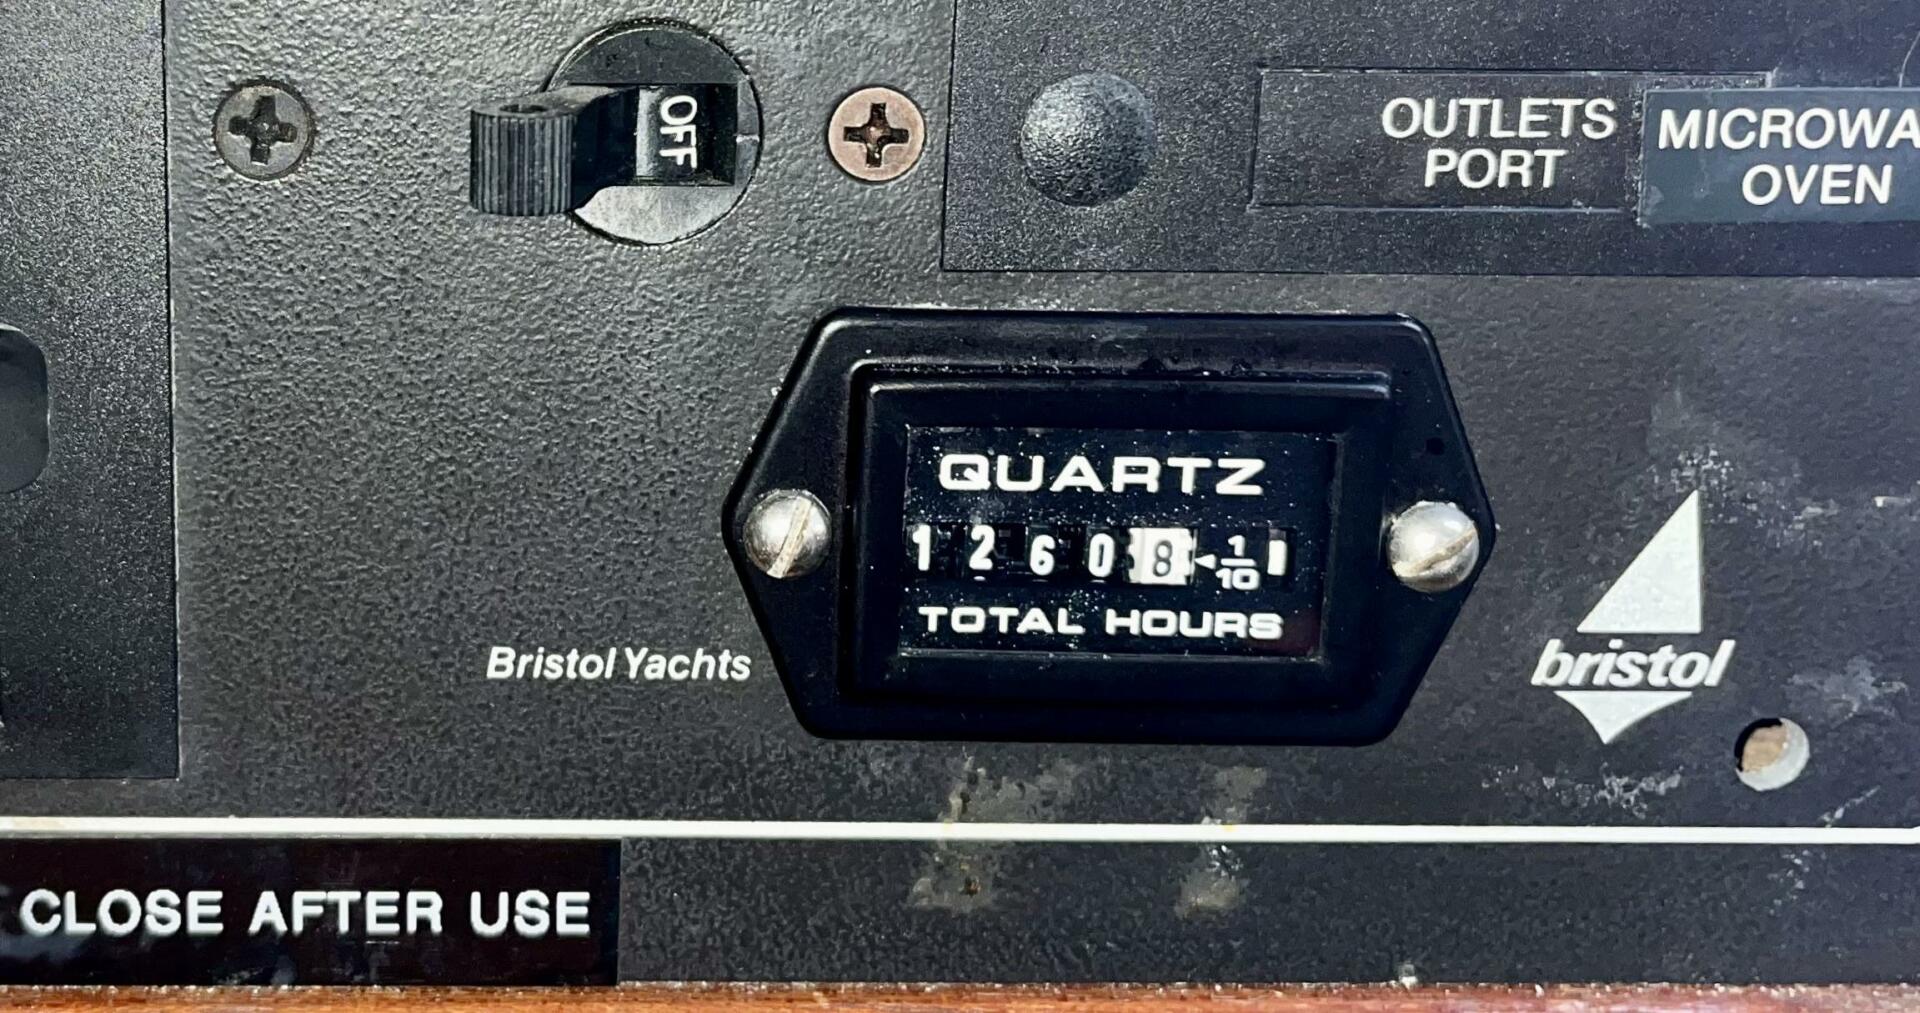 OFF
OUTLETS
PORT
MICROWA
OVEN
QUARTZ
1 2 6 0 8 1/10
TOTAL HOURS
Bristol Yachts
bristol
CLOSE AFTER USE